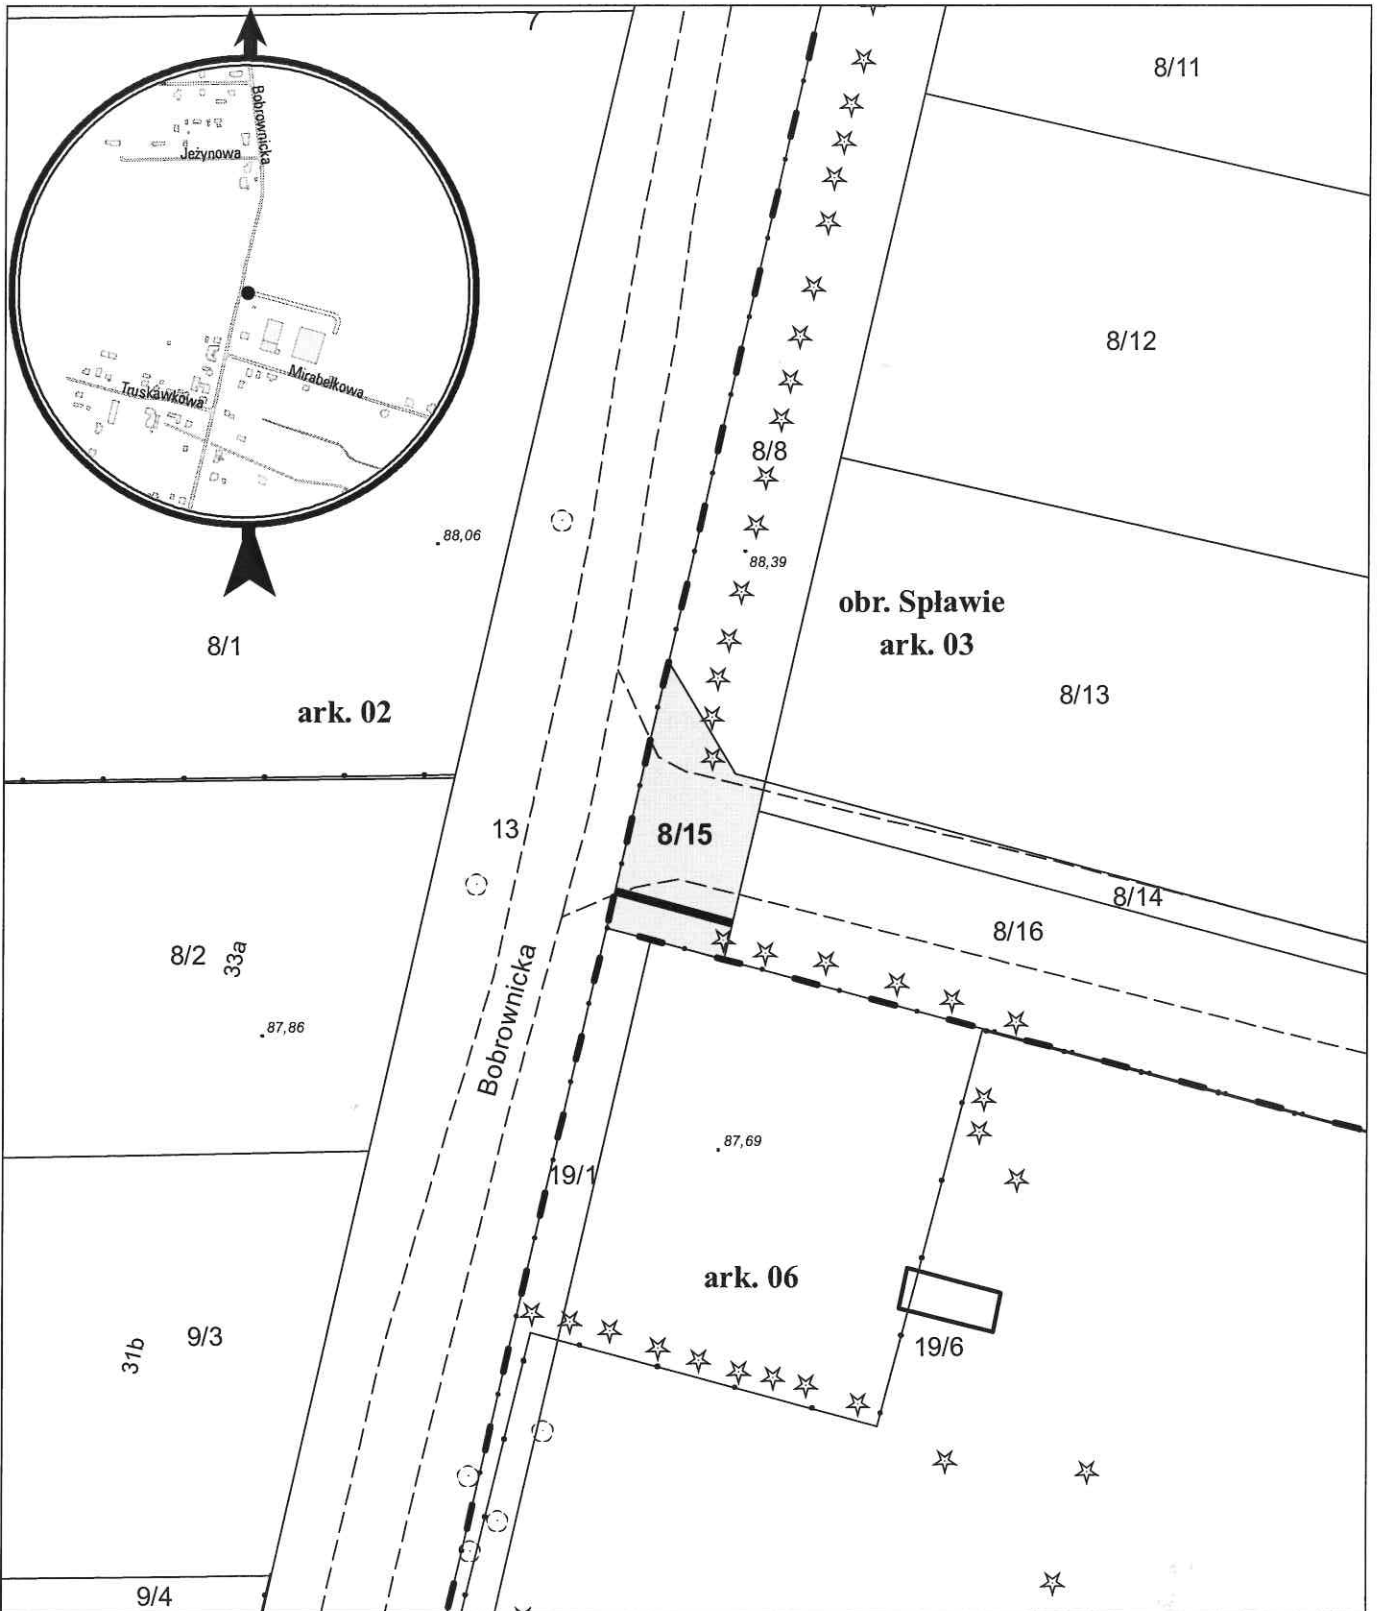 7
8/11
Bobrownicka
Jeżynowa
8/12
Mirabelkowa
Truskawkowa
8/8
88,06
88,39
obr. Spławie
ark. 03
8/1
8/13
ark. 02
13
8/15
8/14
8/16
8/2
33a
Bobrownicka
87,86
87,69
19/1
ark. 06
9/3
31b
19/6
9/4